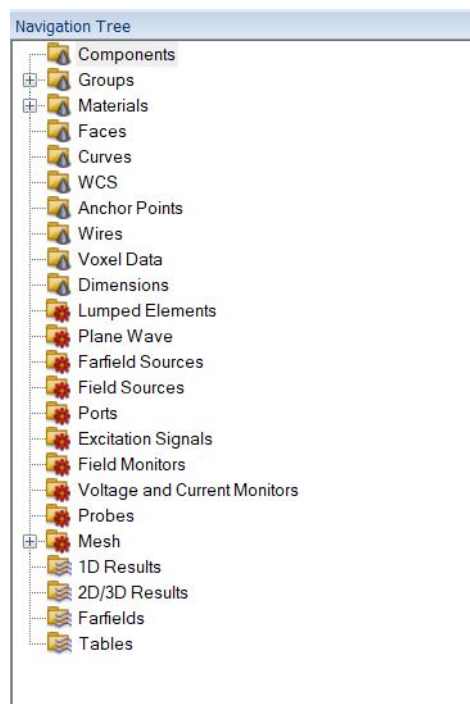 Navigation Tree
Components
Groups
Materials
Faces
Curves
WCS
Anchor Points
Wires
Voxel Data
Dimensions
Lumped Elements
Plane Wave
Farfield Sources
Field Sources
Ports
Excitation Signals
Field Monitors
Voltage and Current Monitors
Probes
Mesh
1D Results
2D/3D Results
Farfields
Tables